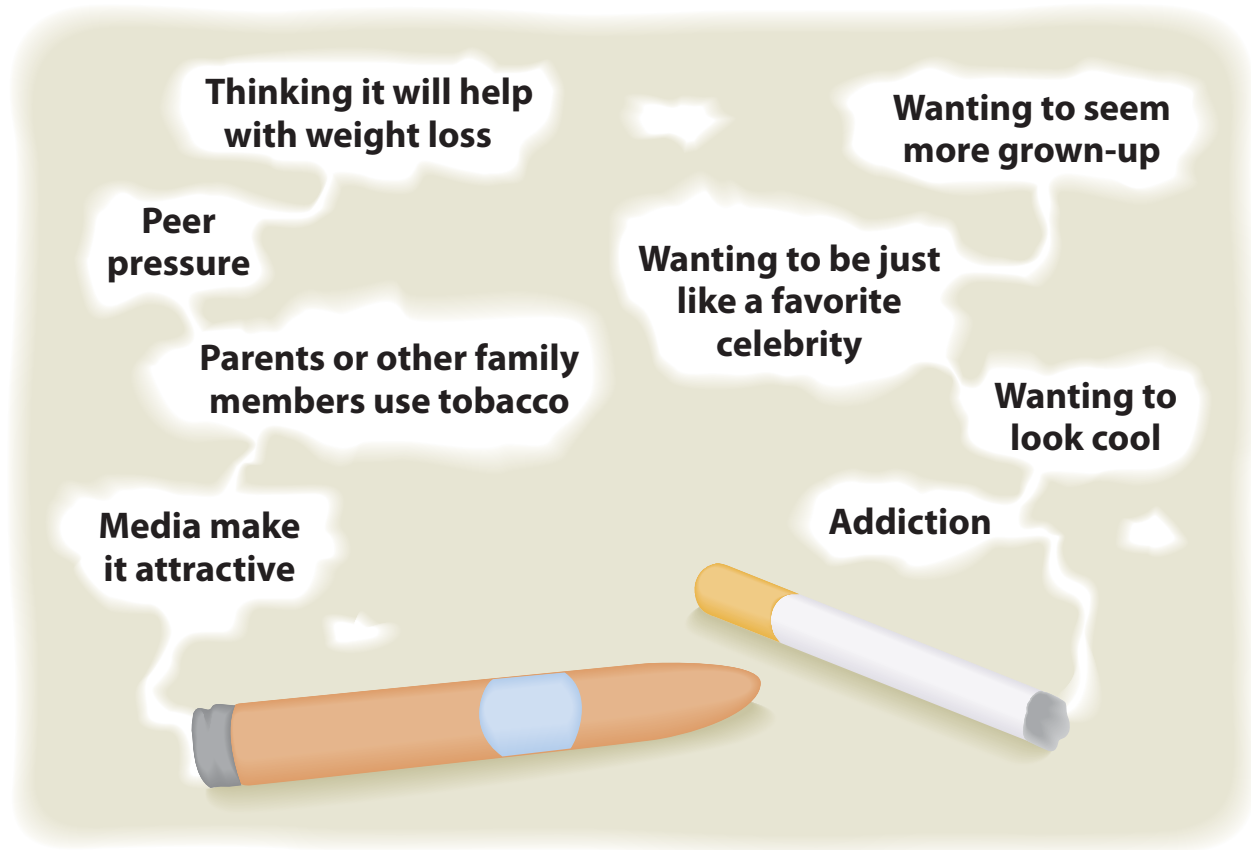 Thinking it will help
with weight loss
Peer
pressure
Parents or other family
members use tobacco
Media make
it attractive
Wanting to seem
more grown-up
Wanting to be just
like a favorite
celebrity
Wanting to
look cool
Addiction